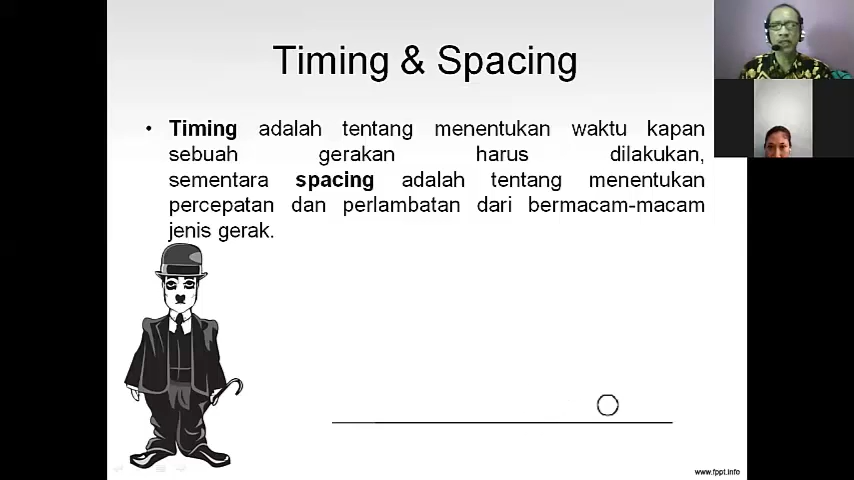 Timing & Spacing
• Timing adalah tentang menentukan waktu kapan
sebuah gerakan harus dilakukan,
sementara spacing adalah tentang menentukan
percepatan dan perlambatan dari bermacam-macam
jenis gerak.
www.fppt.info